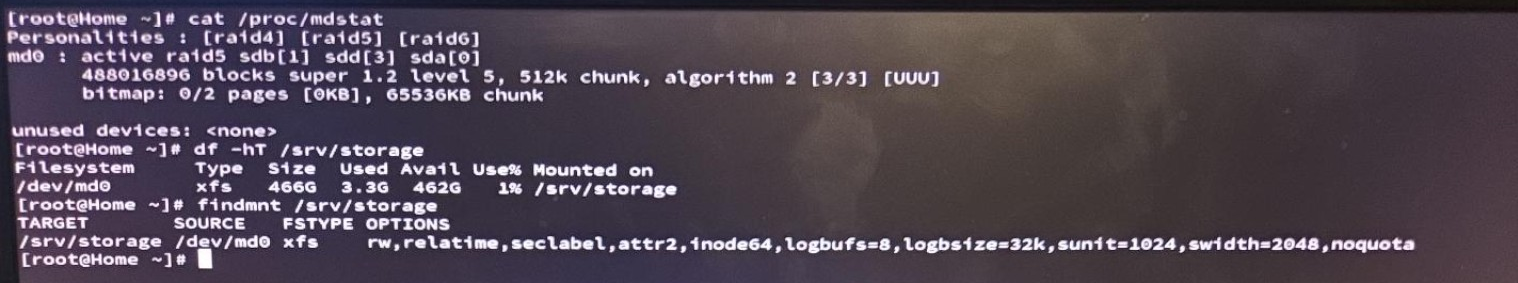 [root@Home ~]# cat /proc/mdstat
Personalities : [raid4] [raid5] [raid6]
md0 : active raid5 sdb[1] sdd[3] sda[0]
      488016896 blocks super 1.2 level 5, 512k chunk, algorithm 2 [3/3] [UUU]
      bitmap: 0/2 pages [0KB], 65536KB chunk

unused devices: <none>
[root@Home ~]# df -hT /srv/storage
Filesystem     Type  Size  Used Avail Use% Mounted on
/dev/md0       xfs   466G  3.3G  462G   1% /srv/storage
[root@Home ~]# findmnt /srv/storage
TARGET       SOURCE   FSTYPE OPTIONS
/srv/storage /dev/md0 xfs    rw,relatime,seclabel,attr2,inode64,logbufs=8,logbsize=32k,sunit=1024,swidth=2048,noquota
[root@Home ~]#